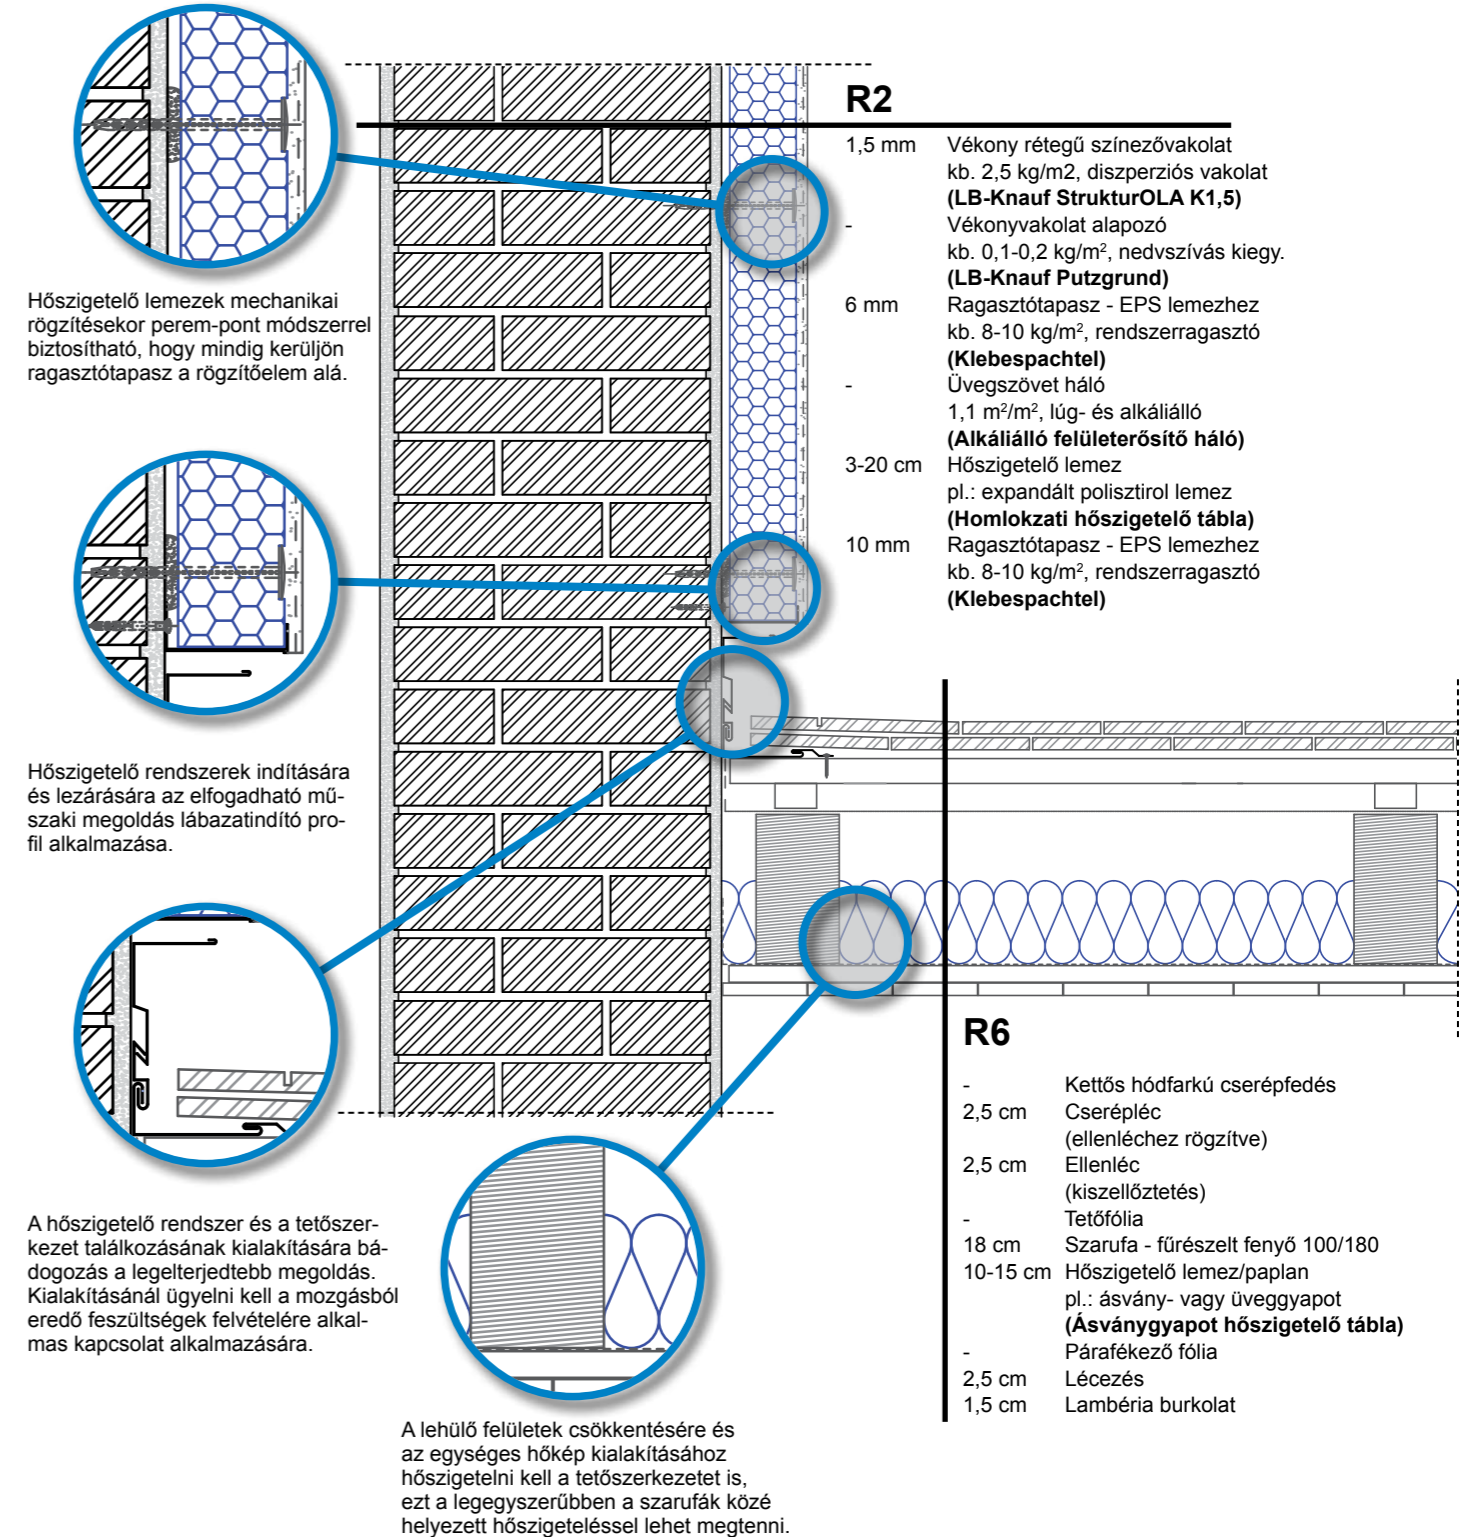 R2
1,5 mm Vékony rétegű színezővakolat
kb. 2,5 kg/m2, diszperziós vakolat
(LB-Knauf StrukturOLA K1,5)
- Vékonyvakolat alapozó
kb. 0,1-0,2 kg/m², nedvszívás kiegy.
(LB-Knauf Putzgrund)
6 mm Ragasztótapasz - EPS lemezhez
kb. 8-10 kg/m², rendszerragasztó
(Klebespachtel)
- Üvegszövet háló
1,1 m²/m², lúg- és alkáliálló
(Alkáliálló felületerősítő háló)
3-20 cm Hőszigetelő lemez
pl.: expandált polisztirol lemez
(Homlokzati hőszigetelő tábla)
10 mm Ragasztótapasz - EPS lemezhez
kb. 8-10 kg/m², rendszerragasztó
(Klebespachtel)
Hőszigetelő lemezek mechanikai
rögzítésekor perem-pont módszerrel
biztosítható, hogy mindig kerüljön
ragasztótapasz a rögzítőelem alá.
Hőszigetelő rendszerek indítására
és lezárására az elfogadható mű-
szaki megoldás lábazatindító pro-
fil alkalmazása.
A hőszigetelő rendszer és a tetőszer-
kezet találkozásának kialakítására bá-
dogozás a legelterjedtebb megoldás.
Kialakításánál ügyelni kell a mozgásból
eredő feszültségek felvételére alkal-
mas kapcsolat alkalmazására.
R6
- Kettős hódfarkú cserépfedés
2,5 cm Cserépléc
(ellenléchez rögzítve)
2,5 cm Ellenléc
(kiszellőztetés)
- Tetőfólia
18 cm Szarufa - fűrészelt fenyő 100/180
10-15 cm Hőszigetelő lemez/paplan
pl.: ásvány- vagy üveggyapot
(Ásványgyapot hőszigetelő tábla)
- Párafékező fólia
2,5 cm Lécezés
1,5 cm Lambéria burkolat
A lehülő felületek csökkentésére és
az egységes hőkép kialakításához
hőszigetelni kell a tetőszerkezetet is,
ezt a legegyszerűbben a szarufák közé
helyezett hőszigeteléssel lehet megtenni.